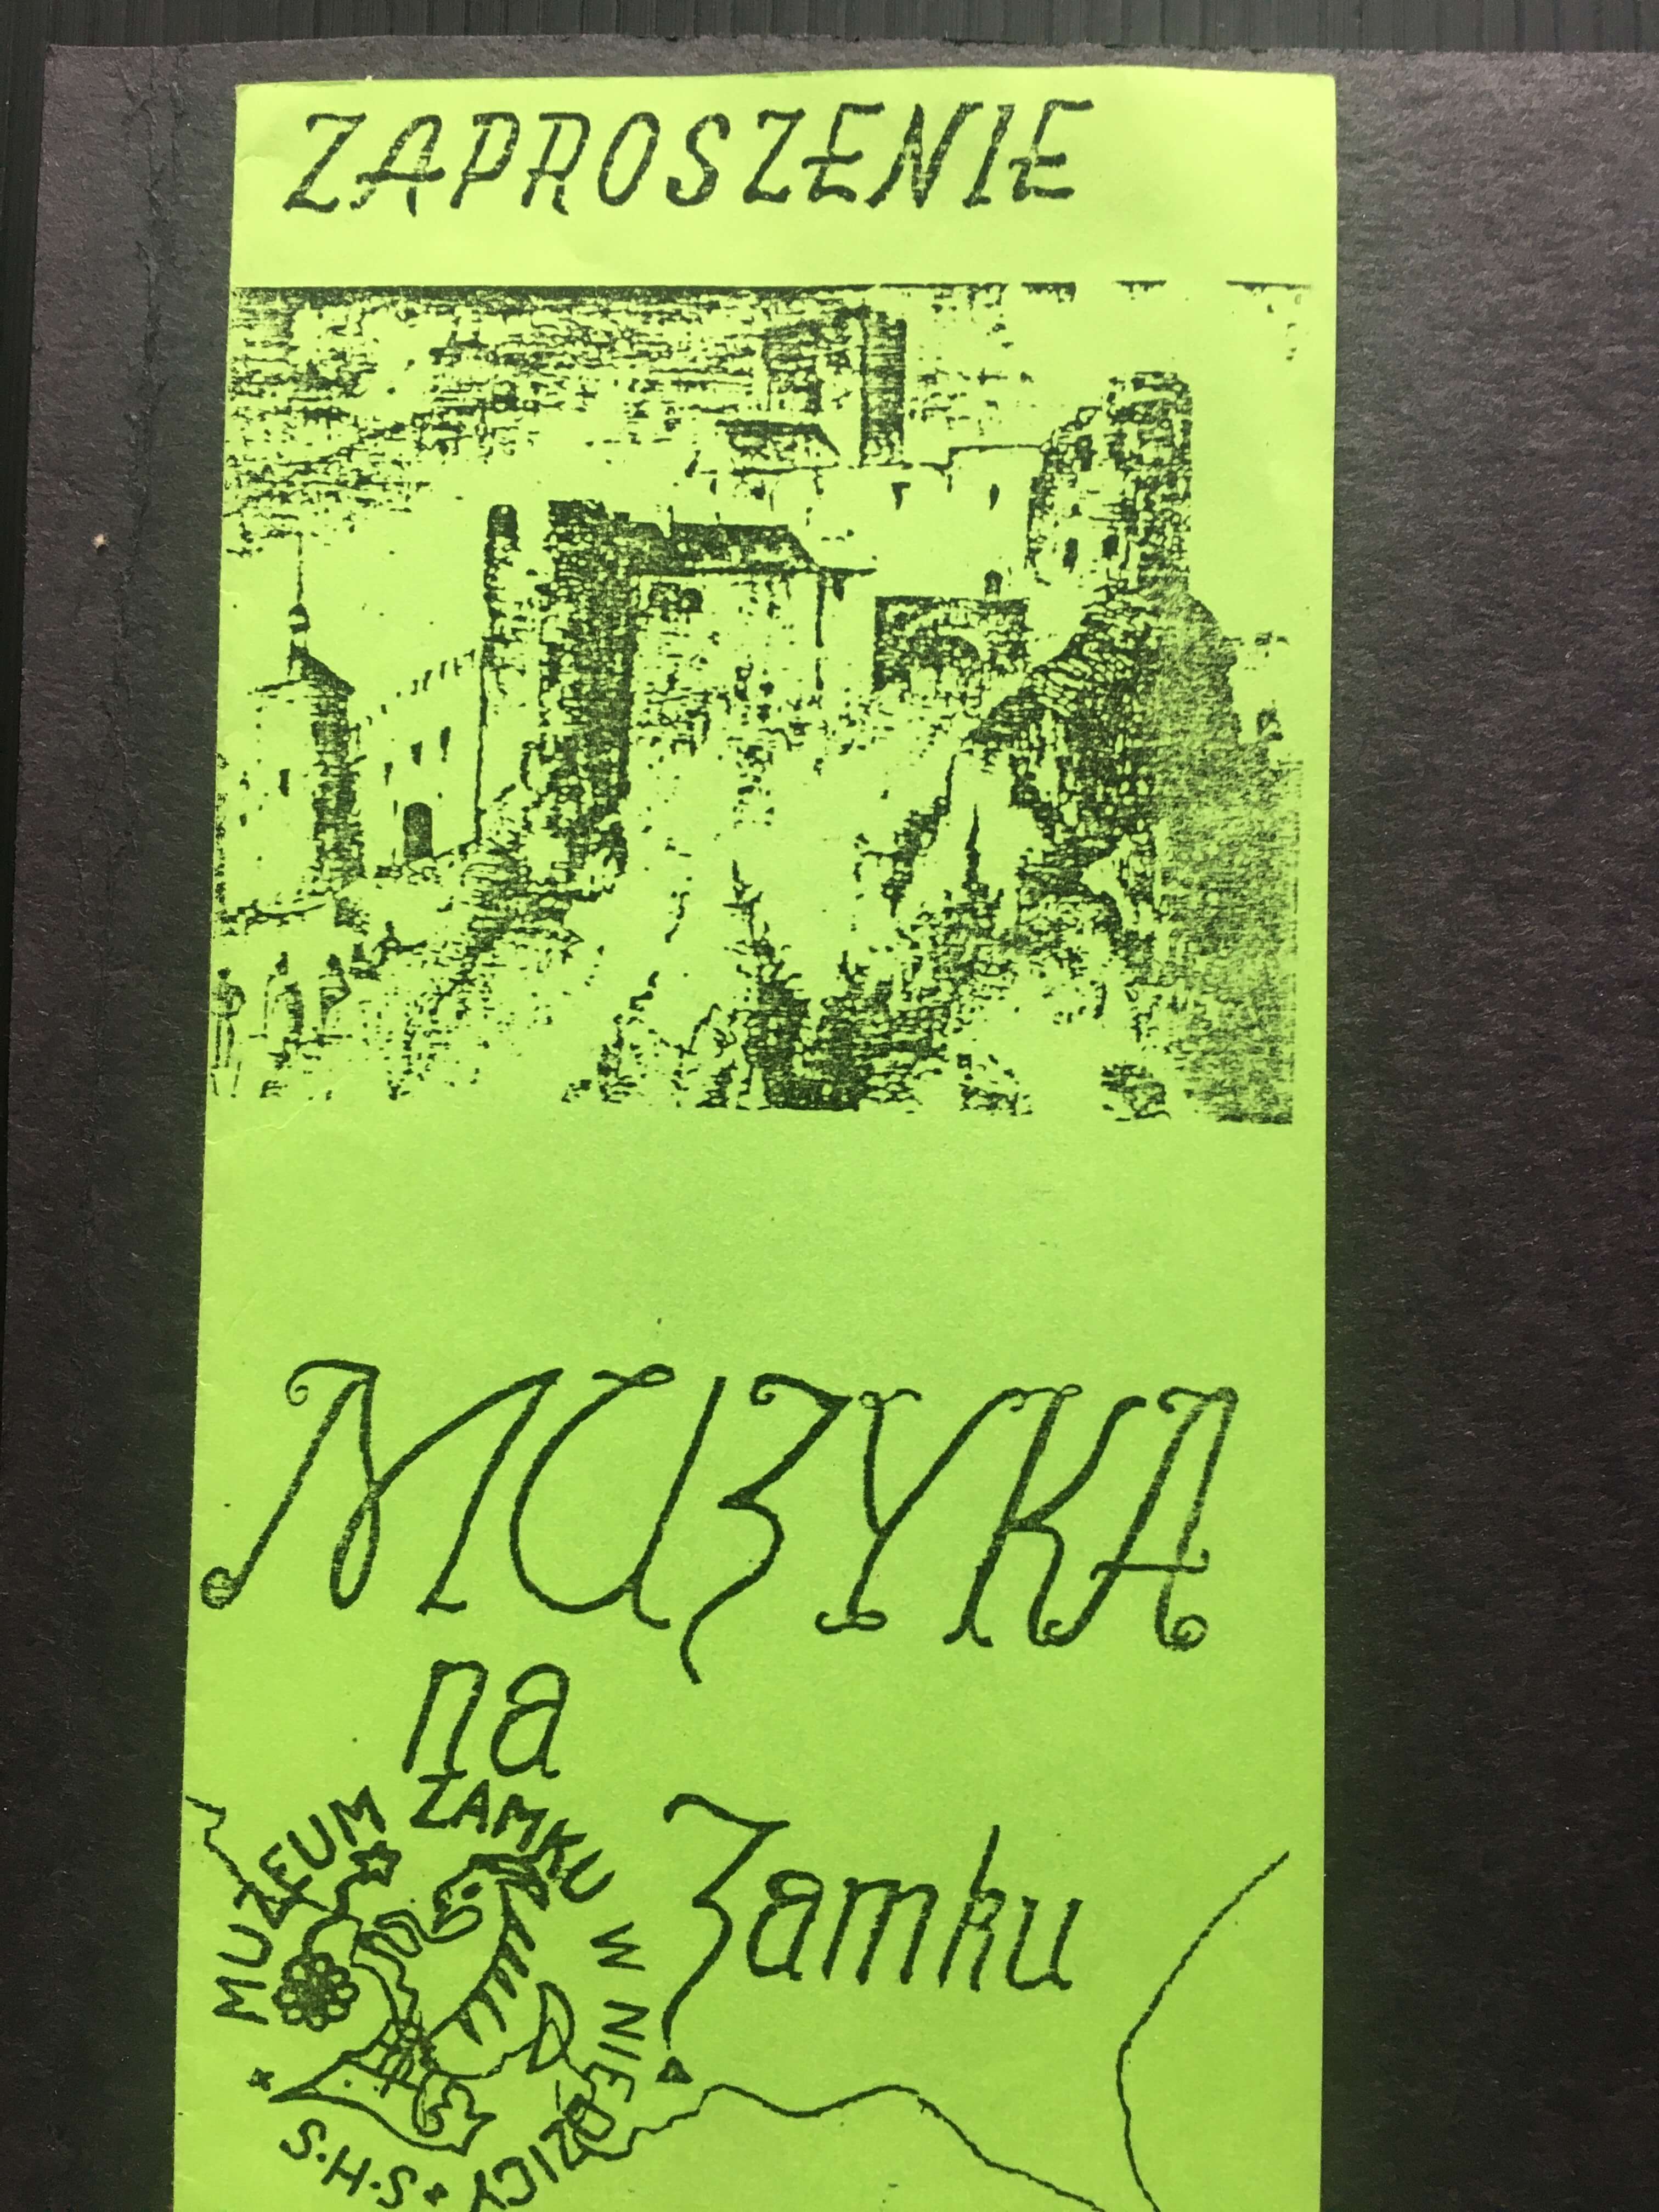 ZAPROSZENIE
MUZYKA
na
Zamku
MUZEUM ZAMKU W NIEDZICY
S.H.S